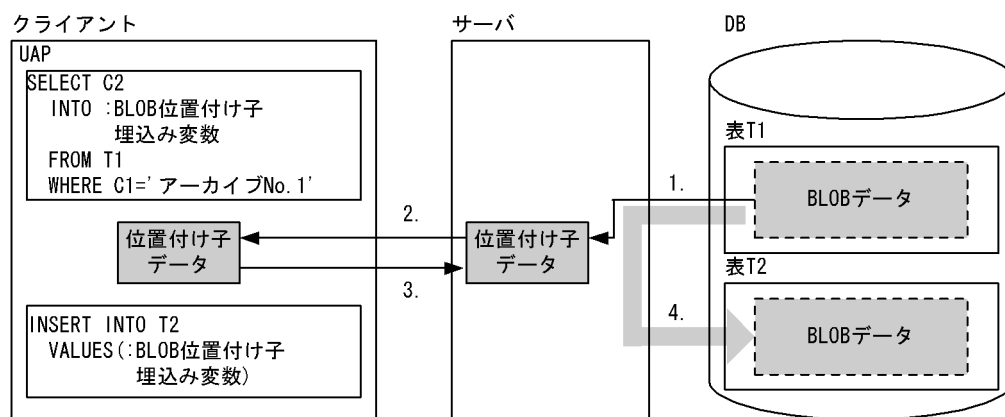 クライアント
サーバ
DB
UAP
SELECT C2
INTO :BLOB位置付け子
埋込み変数
FROM T1
WHERE C1='アーカイブNo.1'
表T1
BLOBデータ
1.
2.
位置付け子
データ
位置付け子
データ
3.
表T2
INSERT INTO T2
VALUES(:BLOB位置付け子
埋込み変数)
4.
BLOBデータ